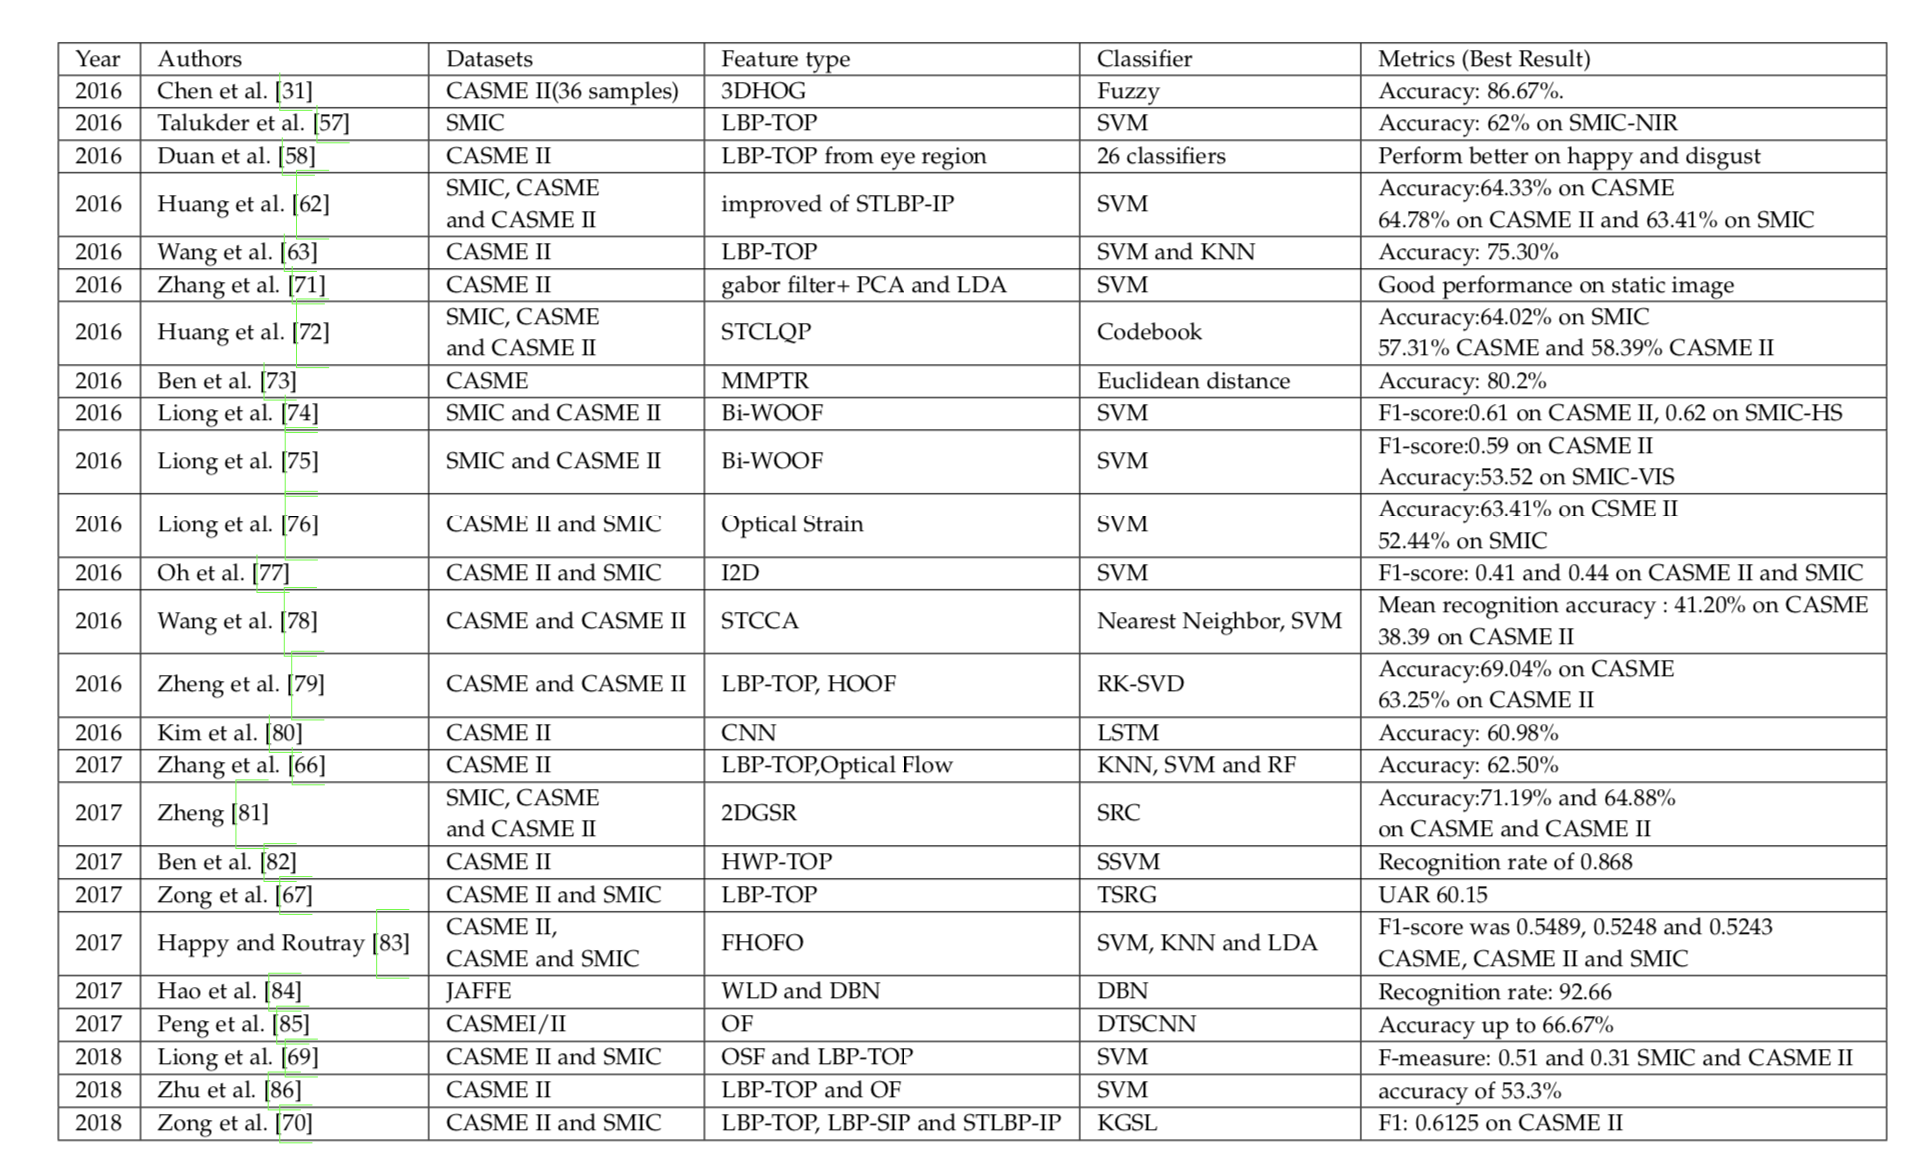 Year Authors Datasets Feature type Classifier Metrics (Best Result)
2016 Chen et al. [31] CASME II(36 samples) 3DHOG Fuzzy Accuracy: 86.67%.
2016 Talukder et al. [57] SMIC LBP-TOP SVM Accuracy: 62% on SMIC-NIR
2016 Duan et al. [58] CASME II LBP-TOP from eye region 26 classifiers Perform better on happy and disgust
2016 Huang et al. [62] SMIC, CASME
and CASME II improved of STLBP-IP SVM Accuracy:64.33% on CASME
64.78% on CASME II and 63.41% on SMIC
2016 Wang et al. [63] CASME II LBP-TOP SVM and KNN Accuracy: 75.30%
2016 Zhang et al. [71] CASME II gabor filter+ PCA and LDA SVM Good performance on static image
2016 Huang et al. [72] SMIC, CASME
and CASME II STCLQP Codebook Accuracy:64.02% on SMIC
57.31% CASME and 58.39% CASME II
2016 Ben et al. [73] CASME MMPTR Euclidean distance Accuracy: 80.2%
2016 Liong et al. [74] SMIC and CASME II Bi-WOOF SVM F1-score:0.61 on CASME II, 0.62 on SMIC-HS
2016 Liong et al. [75] SMIC and CASME II Bi-WOOF SVM F1-score:0.59 on CASME II
Accuracy:53.52 on SMIC-VIS
2016 Liong et al. [76] CASME II and SMIC Optical Strain SVM Accuracy:63.41% on CSME II
52.44% on SMIC
2016 Oh et al. [77] CASME II and SMIC I2D SVM F1-score: 0.41 and 0.44 on CASME II and SMIC
2016 Wang et al. [78] CASME and CASME II STCCA Nearest Neighbor, SVM Mean recognition accuracy : 41.20% on CASME
38.39 on CASME II
2016 Zheng et al. [79] CASME and CASME II LBP-TOP, HOOF RK-SVD Accuracy:69.04% on CASME
63.25% on CASME II
2016 Kim et al. [80] CASME II CNN LSTM Accuracy: 60.98%
2017 Zhang et al. [66] CASME II LBP-TOP,Optical Flow KNN, SVM and RF Accuracy: 62.50%
2017 Zheng [81] SMIC, CASME
and CASME II 2DGSR SRC Accuracy:71.19% and 64.88%
on CASME and CASME II
2017 Ben et al. [82] CASME II HWP-TOP SSVM Recognition rate of 0.868
2017 Zong et al. [67] CASME II and SMIC LBP-TOP TSRG UAR 60.15
2017 Happy and Routray [83] CASME II,
CASME and SMIC FHOFO SVM, KNN and LDA F1-score was 0.5489, 0.5248 and 0.5243
CASME, CASME II and SMIC
2017 Hao et al. [84] JAFFE WLD and DBN DBN Recognition rate: 92.66
2017 Peng et al. [85] CASMEI/II OF DTSCNN Accuracy up to 66.67%
2018 Liong et al. [69] CASME II and SMIC OSF and LBP-TOP SVM F-measure: 0.51 and 0.31 SMIC and CASME II
2018 Zhu et al. [86] CASME II LBP-TOP and OF SVM accuracy of 53.3%
2018 Zong et al. [70] CASME II and SMIC LBP-TOP, LBP-SIP and STLBP-IP KGSL F1: 0.6125 on CASME II